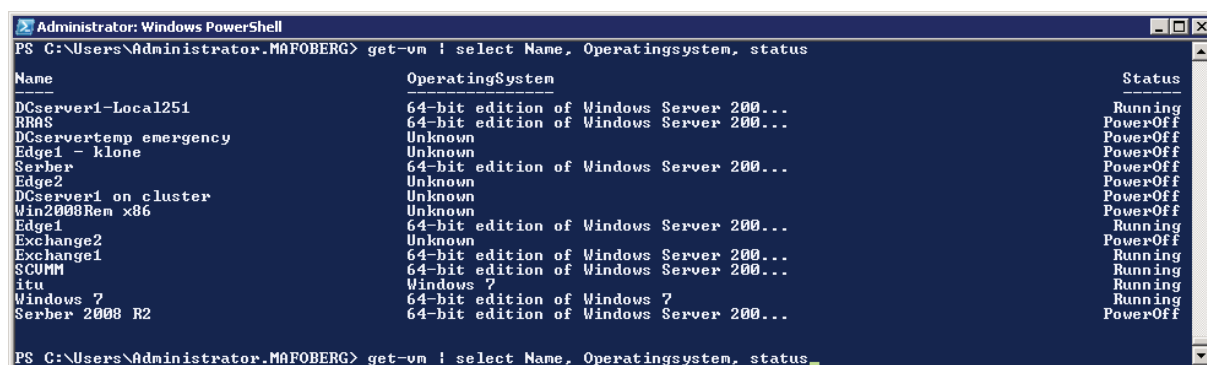 Administrator: Windows PowerShell
PS C:\Users\Administrator.MAFOBERG> get-vm | select Name, Operatingsystem, status
Name OperatingSystem Status
---- --------------- ------
DCserver1-Local251 64-bit edition of Windows Server 200... Running
RRAS 64-bit edition of Windows Server 200... PowerOff
DCservertemp emergency Unknown PowerOff
Edge1 - klone Unknown PowerOff
Serber 64-bit edition of Windows Server 200... PowerOff
Edge2 Unknown PowerOff
DCserver1 on cluster Unknown PowerOff
Win2008Rem x86 Unknown PowerOff
Edge1 64-bit edition of Windows Server 200... Running
Exchange2 Unknown PowerOff
Exchange1 64-bit edition of Windows Server 200... Running
SCVMM 64-bit edition of Windows Server 200... Running
itu Windows 7 Running
Windows 7 64-bit edition of Windows 7 Running
Serber 2008 R2 64-bit edition of Windows Server 200... PowerOff
PS C:\Users\Administrator.MAFOBERG> get-vm | select Name, Operatingsystem, status_